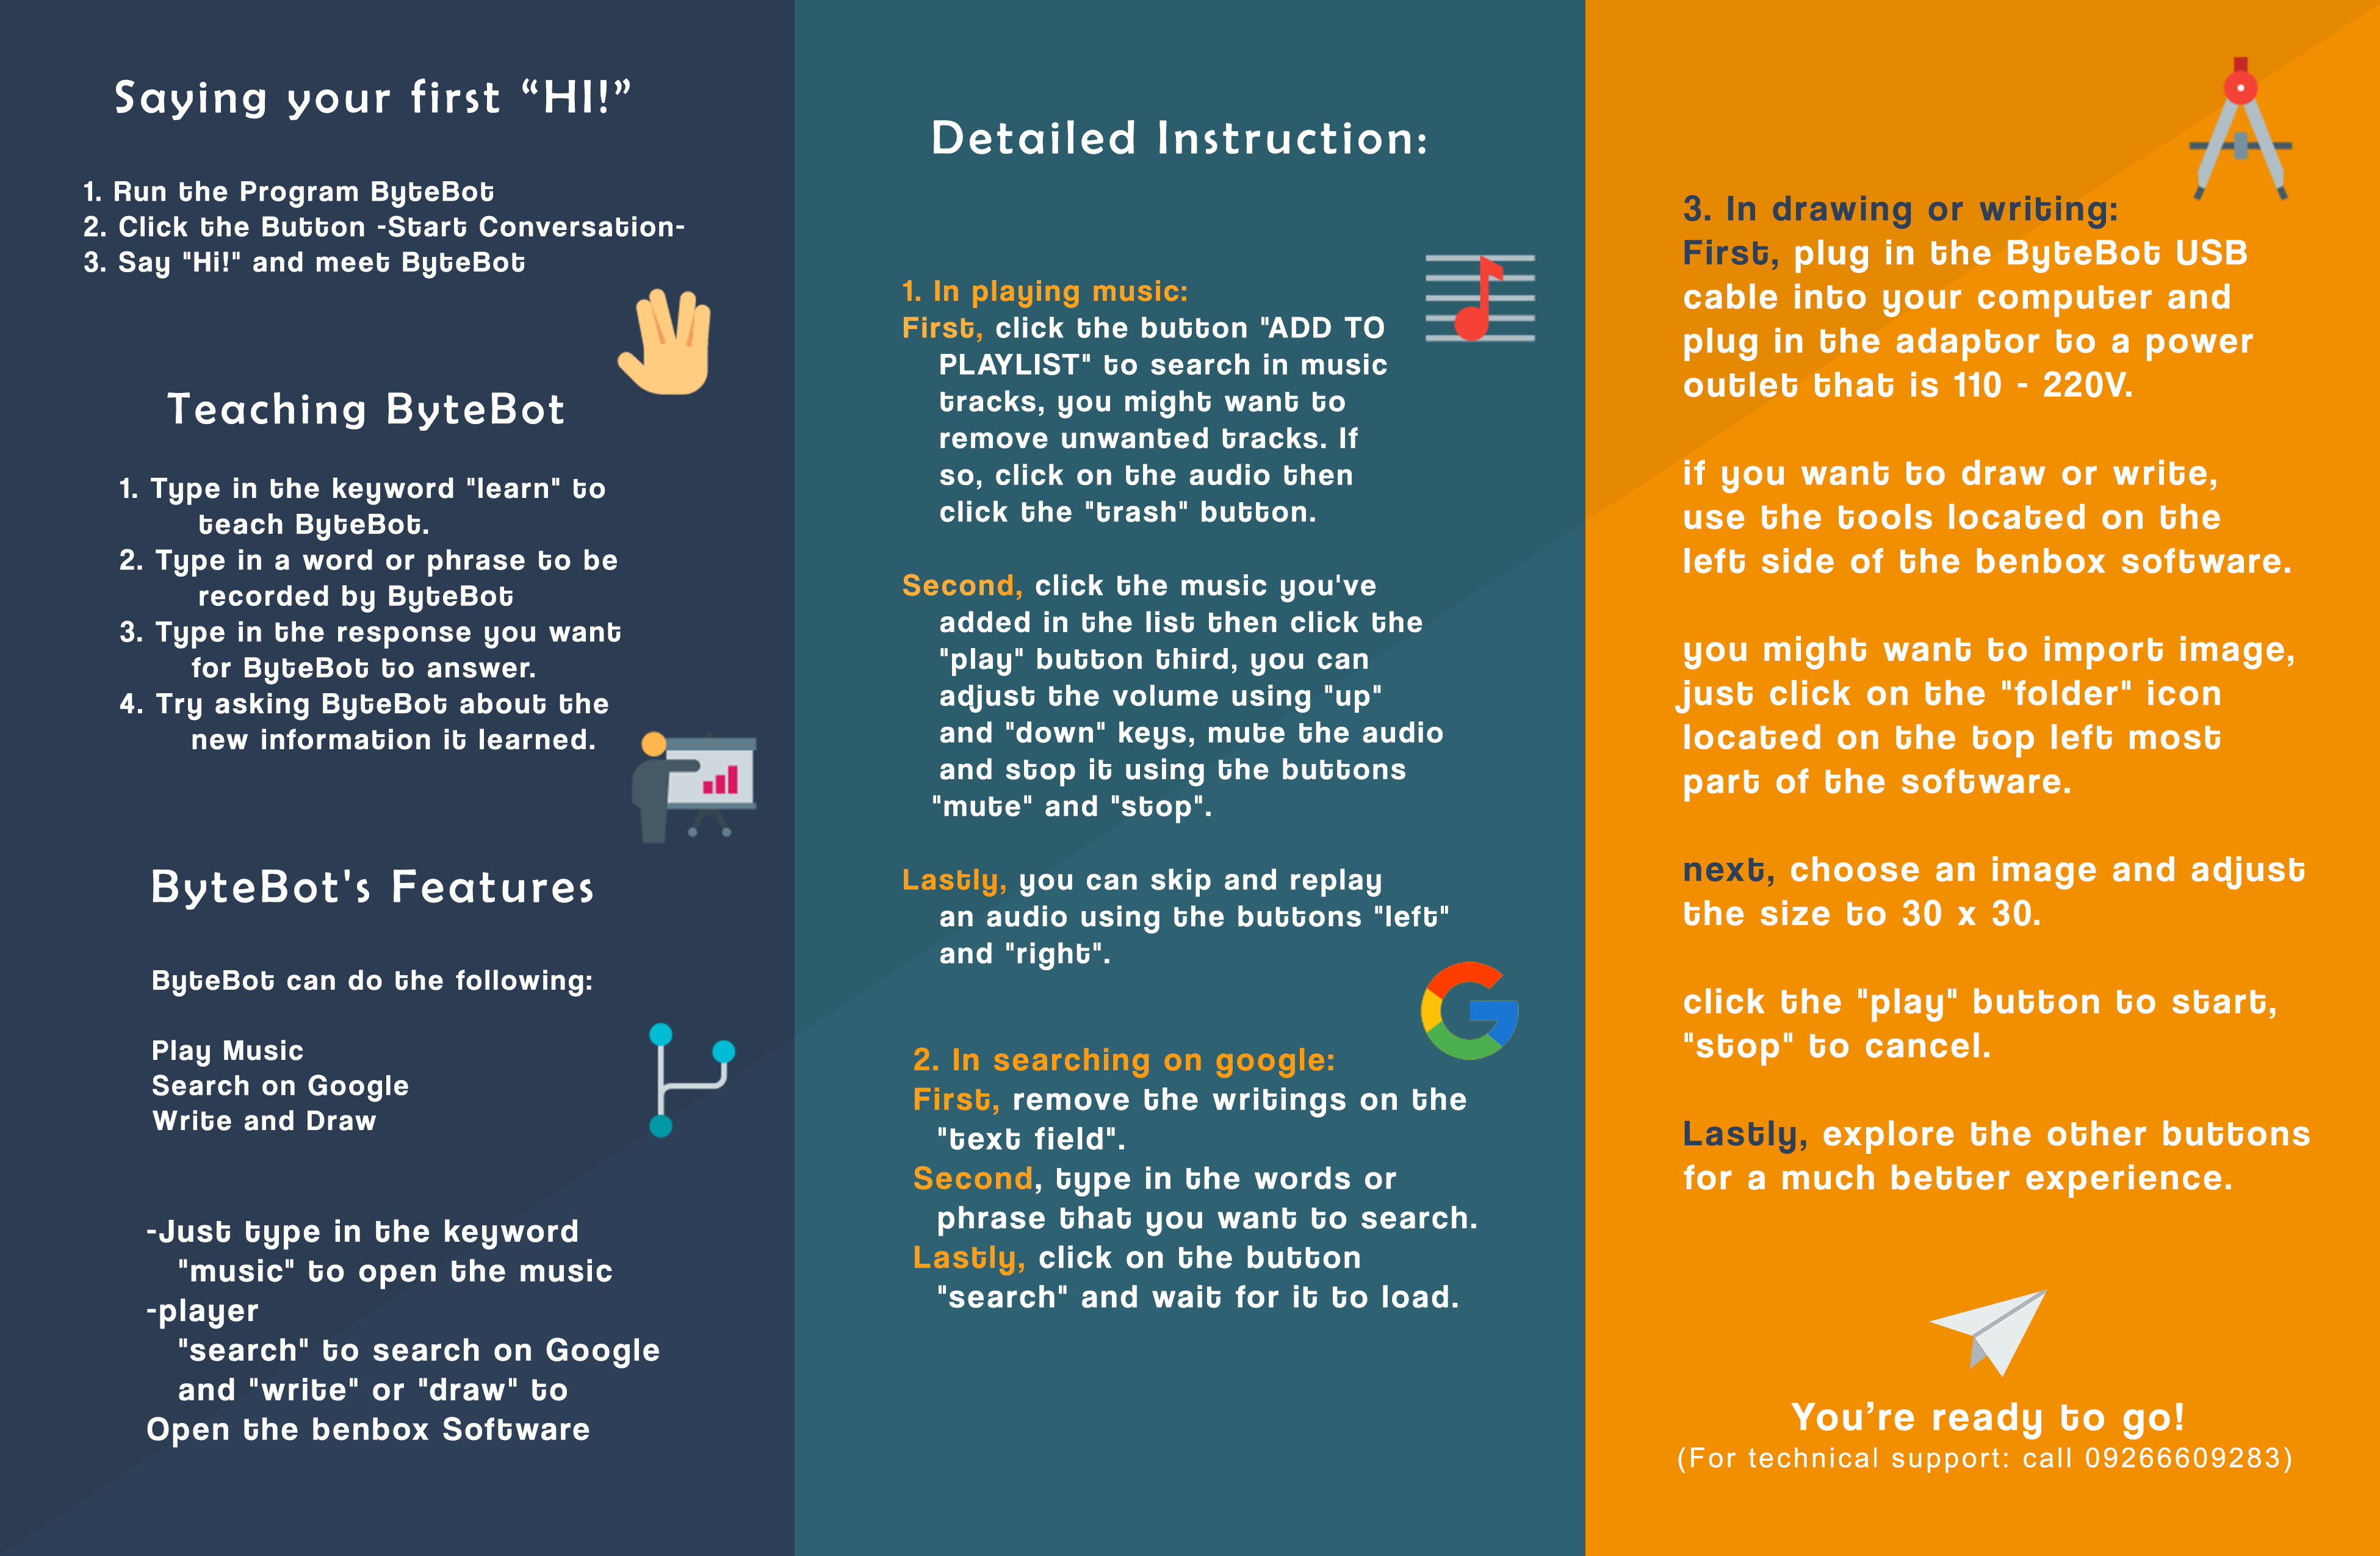 Saying your first “HI!”
1. Run the Program ByteBot
2. Click the Button -Start Conversation-
3. Say "Hi!" and meet ByteBot
Teaching ByteBot
1. Type in the keyword "learn" to
teach ByteBot.
2. Type in a word or phrase to be
recorded by ByteBot
3. Type in the response you want
for ByteBot to answer.
4. Try asking ByteBot about the
new information it learned.
ByteBot's Features
ByteBot can do the following:
Play Music
Search on Google
Write and Draw
-Just type in the keyword
"music" to open the music
-player
"search" to search on Google
and "write" or "draw" to
Open the benbox Software
Detailed Instruction:
1. In playing music:
First, click the button "ADD TO
PLAYLIST" to search in music
tracks, you might want to
remove unwanted tracks. If
so, click on the audio then
click the "trash" button.
Second, click the music you've
added in the list then click the
"play" button third, you can
adjust the volume using "up"
and "down" keys, mute the audio
and stop it using the buttons
"mute" and "stop".
Lastly, you can skip and replay
an audio using the buttons "left"
and "right".
2. In searching on google:
First, remove the writings on the
"text field".
Second, type in the words or
phrase that you want to search.
Lastly, click on the button
"search" and wait for it to load.
3. In drawing or writing:
First, plug in the ByteBot USB
cable into your computer and
plug in the adaptor to a power
outlet that is 110 - 220V.
if you want to draw or write,
use the tools located on the
left side of the benbox software.
you might want to import image,
just click on the "folder" icon
located on the top left most
part of the software.
next, choose an image and adjust
the size to 30 x 30.
click the "play" button to start,
"stop" to cancel.
Lastly, explore the other buttons
for a much better experience.
You’re ready to go!
(For technical support: call 09266609283)